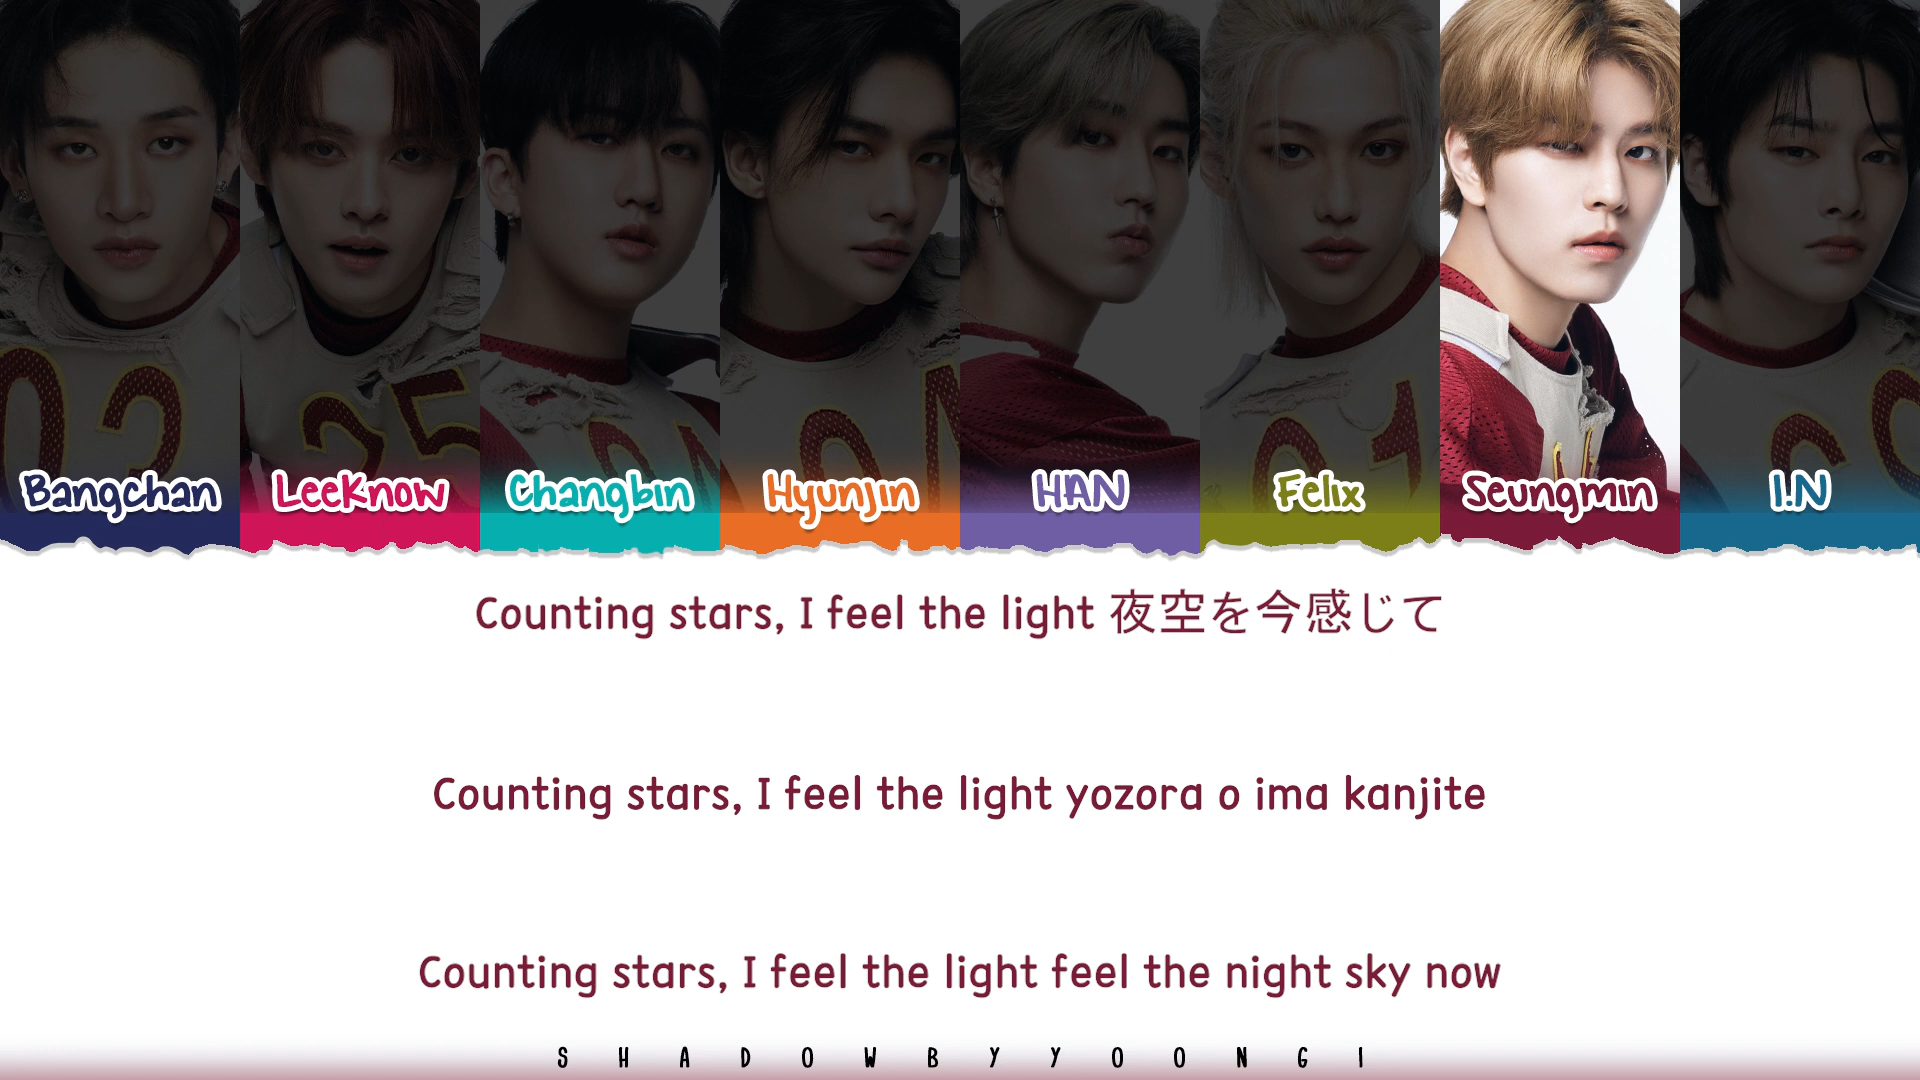 Bangchan LeeKnow Changbin Hyunjin HAN Felix Seungmin I.N
Counting stars, I feel the light 夜空を今感じて
Counting stars, I feel the light yozora o ima kanjite
Counting stars, I feel the light feel the night sky now
SHADOWBYYOONGI